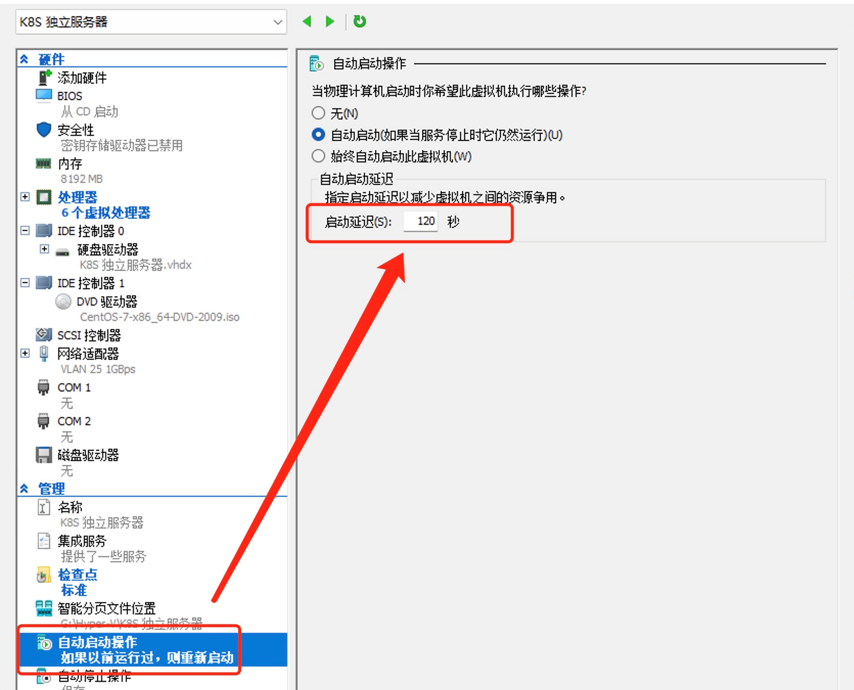 K8S 独立服务器
硬件
添加硬件
BIOS
从 CD 启动
安全性
密钥存储驱动器已禁用
内存
8192 MB
处理器
6 个虚拟处理器
IDE 控制器 0
硬盘驱动器
K8S 独立服务器.vhdx
IDE 控制器 1
DVD 驱动器
CentOS-7-x86_64-DVD-2009.iso
SCSI 控制器
网络适配器
VLAN 25 1GBps
COM 1
无
COM 2
无
磁盘驱动器
无
管理
名称
K8S 独立服务器
集成服务
提供了一些服务
检查点
标准
智能分页文件位置
G:\Hyper-V\K8S 独立服务器
自动启动操作
如果以前运行过，则重新启动
自动停止操作
保存
自动启动操作
当物理计算机启动时你希望此虚拟机执行哪些操作?
无(N)
自动启动(如果当服务停止时它仍然运行)(U)
始终自动启动此虚拟机(W)
自动启动延迟
指定启动延迟以减少虚拟机之间的资源争用。
启动延迟(S): 120 秒